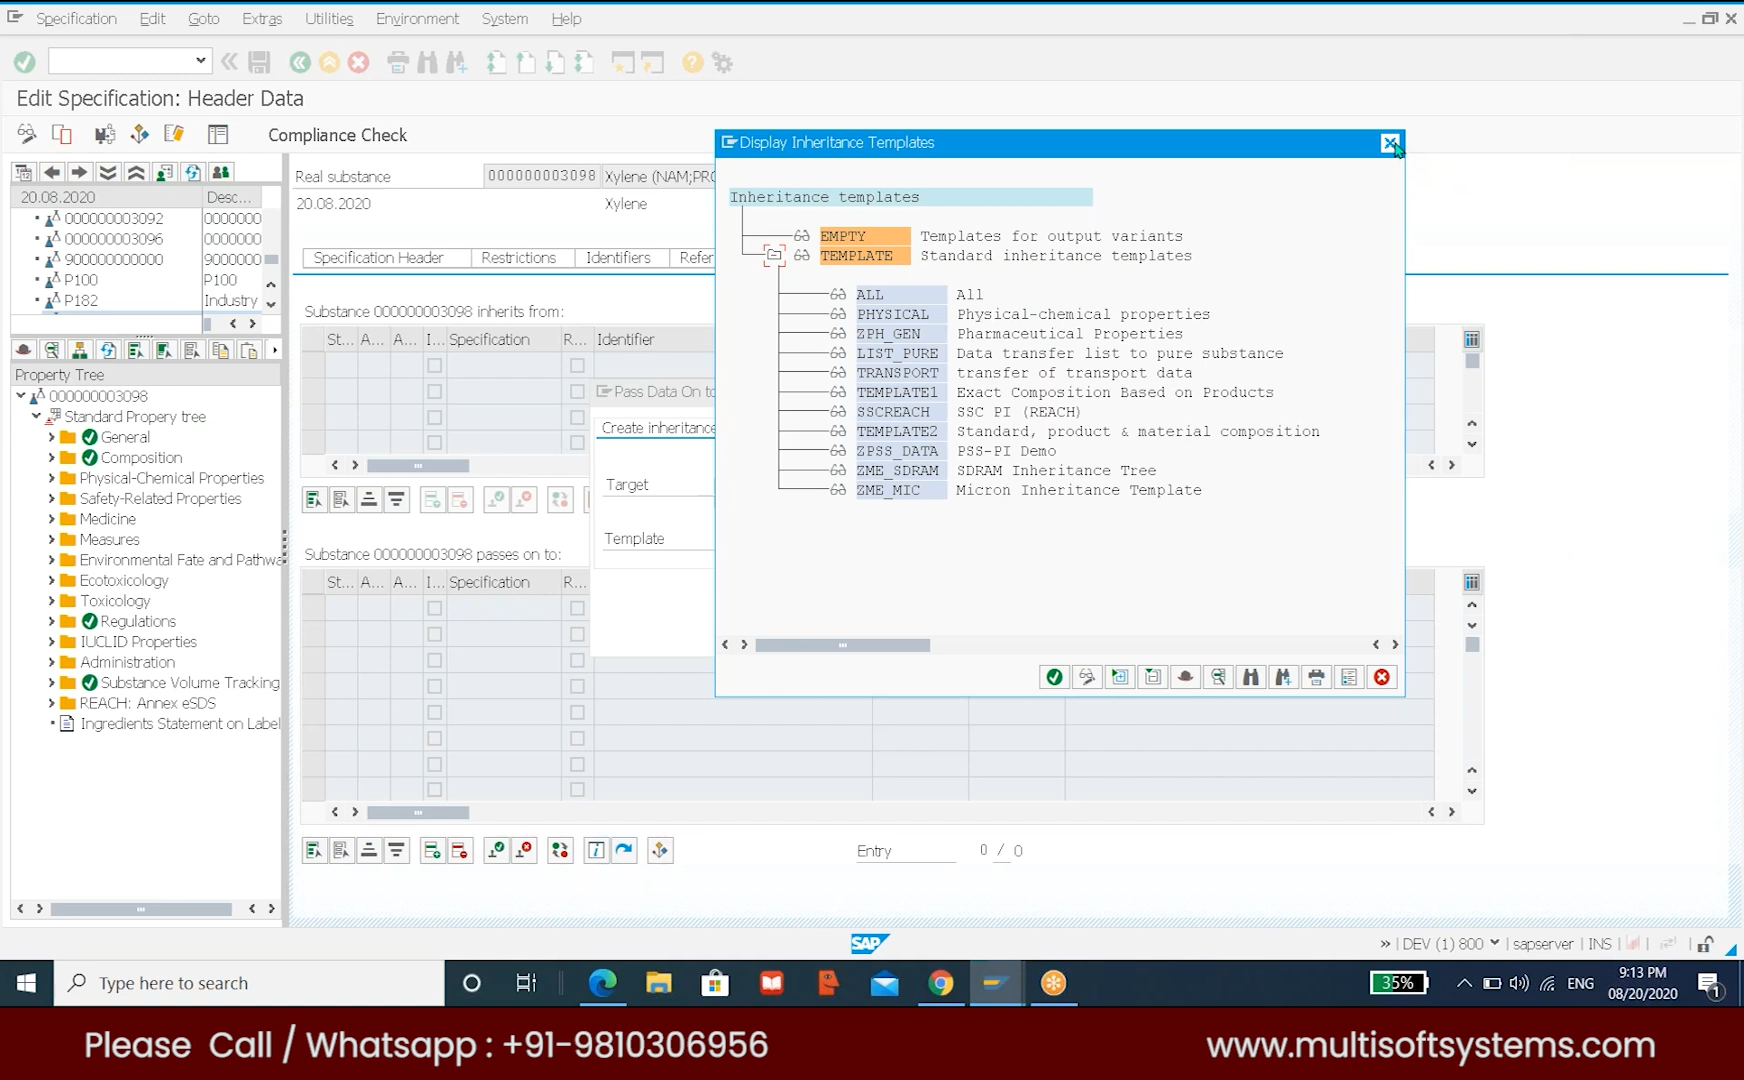 Specification Edit Goto Extras Utilities Environment System Help
Edit Specification: Header Data
Compliance Check
20.08.2020 Desc...
000000003092 0000000
000000003096 0000000
900000000000 9000000
P100 P100
P182 Industry
Property Tree
000000003098
Standard Propery tree
General
Composition
Physical-Chemical Properties
Safety-Related Properties
Medicine
Measures
Environmental Fate and Pathwa
Ecotoxicology
Toxicology
Regulations
IUCLID Properties
Administration
Substance Volume Tracking
REACH: Annex eSDS
Ingredients Statement on Label
Real substance 000000003098 Xylene (NAM;PRO
20.08.2020 Xylene
Specification Header Restrictions Identifiers Refer
Substance 000000003098 inherits from:
St... A... A... I... Specification R... Identifier
Pass Data On to
Create inheritance
Target
Template
Substance 000000003098 passes on to:
St... A... A... I... Specification R...
Entry 0 / 0
Display Inheritance Templates
Inheritance templates
EMPTY Templates for output variants
TEMPLATE Standard inheritance templates
ALL All
PHYSICAL Physical-chemical properties
ZPH_GEN Pharmaceutical Properties
LIST_PURE Data transfer list to pure substance
TRANSPORT transfer of transport data
TEMPLATE1 Exact Composition Based on Products
SSCREACH SSC PI (REACH)
TEMPLATE2 Standard, product & material composition
ZPSS_DATA PSS-PI Demo
ZME_SDRAM SDRAM Inheritance Tree
ZME_MIC Micron Inheritance Template
SAP
DEV (1) 800 sapserver INS
Type here to search
35% ENG
9:13 PM
08/20/2020
1
Please Call / Whatsapp : +91-9810306956 www.multisoftsystems.com